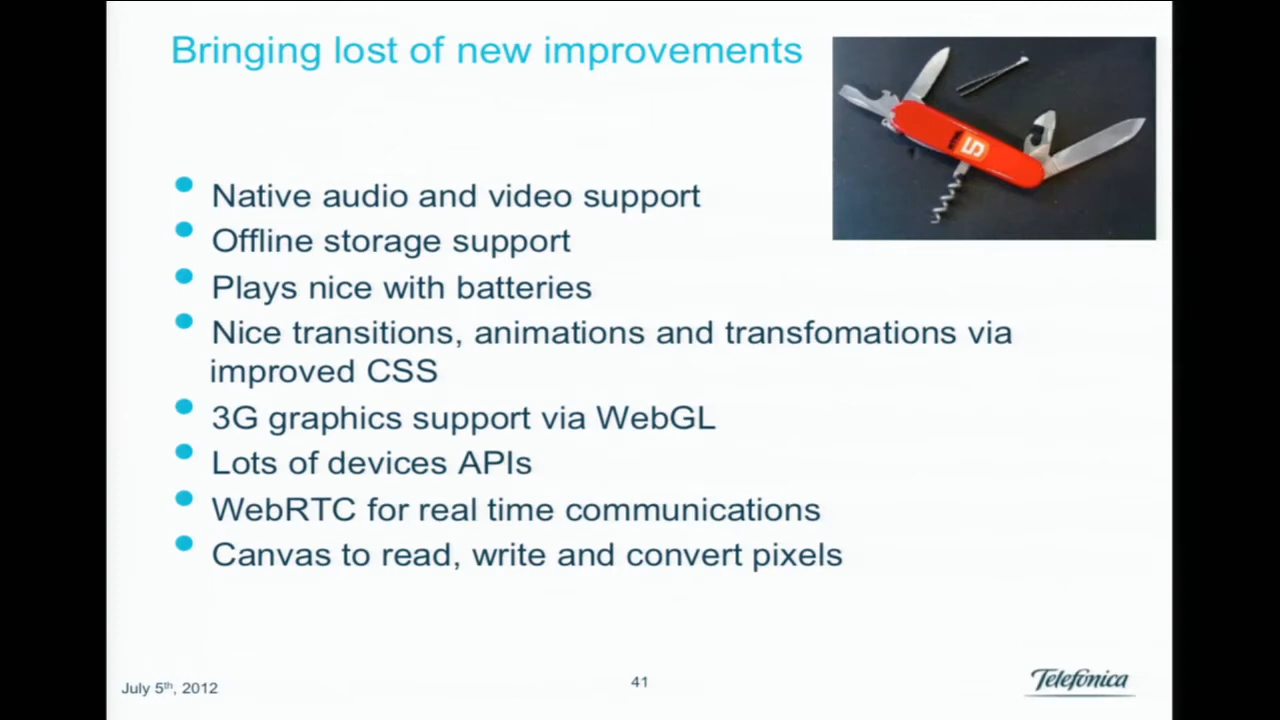 Bringing lost of new improvements
Native audio and video support
Offline storage support
Plays nice with batteries
Nice transitions, animations and transfomations via
improved CSS
3G graphics support via WebGL
Lots of devices APIs
WebRTC for real time communications
Canvas to read, write and convert pixels
5
July 5th, 2012
41
Telefónica